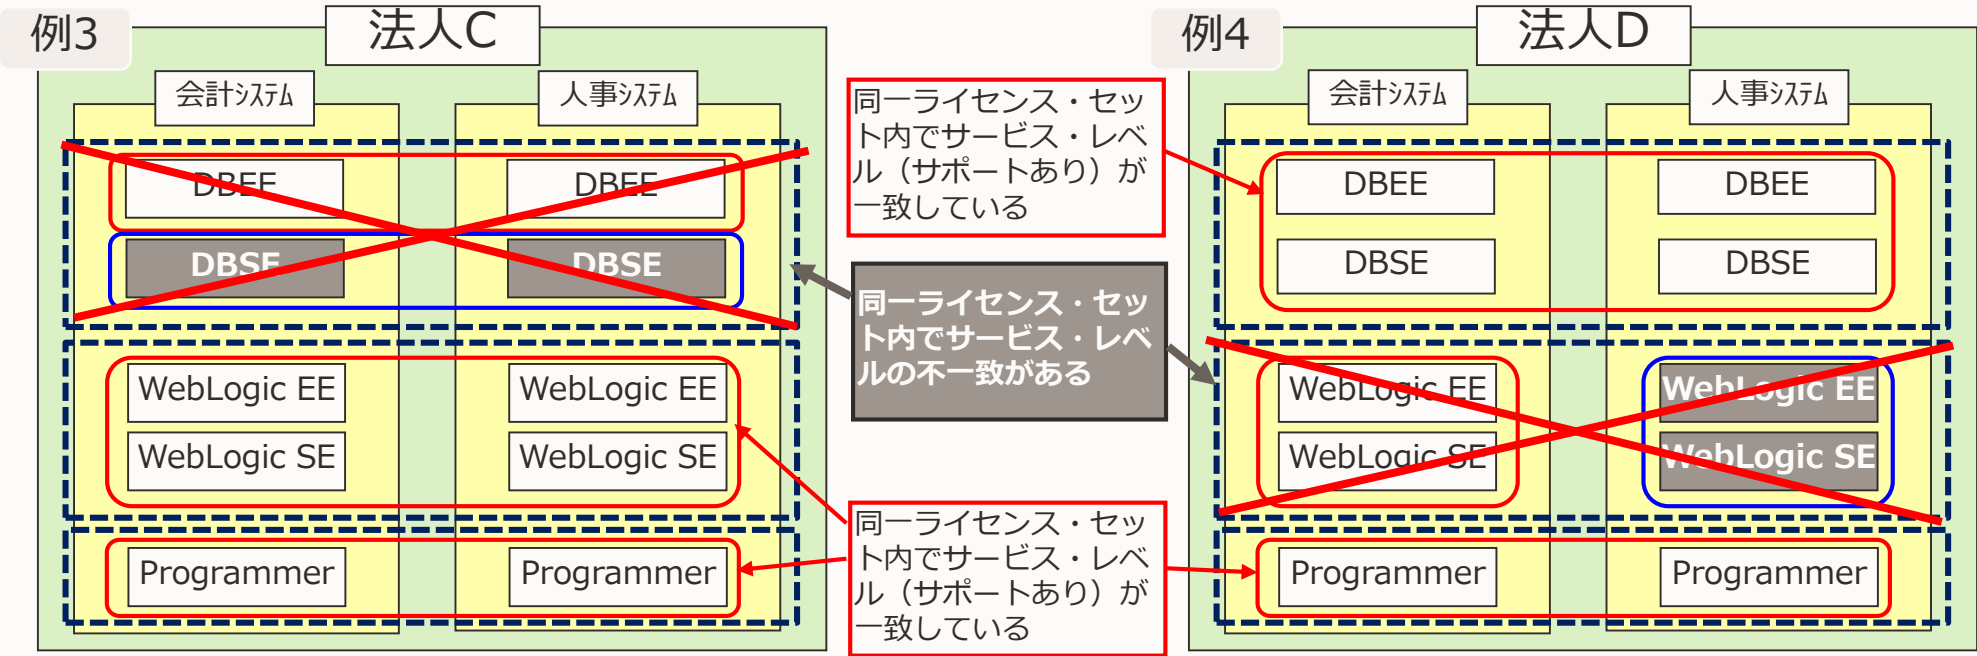 例3
法人C
会計ｼｽﾃﾑ
人事ｼｽﾃﾑ
DBEE
DBEE
DBSE
DBSE
WebLogic EE
WebLogic EE
WebLogic SE
WebLogic SE
Programmer
Programmer
同一ライセンス・セッ
ト内でサービス・レベ
ル（サポートあり）が
一致している
同一ライセンス・セッ
ト内でサービス・レベ
ルの不一致がある
同一ライセンス・セッ
ト内でサービス・レベ
ル（サポートあり）が
一致している
例4
法人D
会計ｼｽﾃﾑ
人事ｼｽﾃﾑ
DBEE
DBEE
DBSE
DBSE
WebLogic EE
WebLogic EE
WebLogic SE
WebLogic SE
Programmer
Programmer